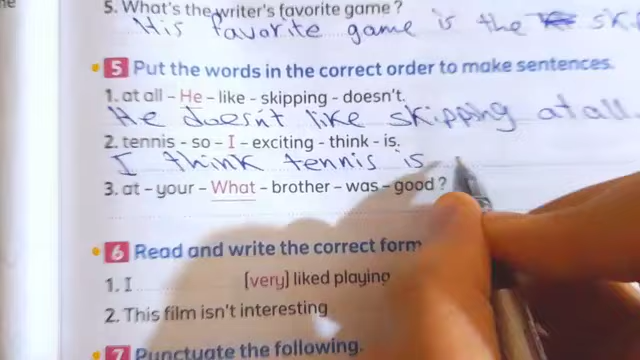 5. What's the writer's favorite game?
His favorite game is the
5 Put the words in the correct order to make sentences.
1. at all – He – like – skipping – doesn't.
He doesn't like skipping at all
2. tennis – so – I – exciting – think – is.
I think tennis is
3. at – your – What – brother – was – good?
6 Read and write the correct form
1. I [very] liked playing
2. This film isn't interesting
7 Punctuate the following.